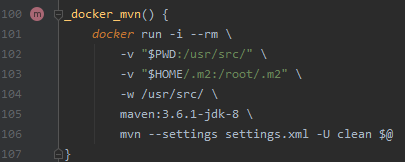 100 m _docker_mvn() {
101 docker run -i --rm \
102 -v "$PWD:/usr/src/" \
103 -v "$HOME/.m2:/root/.m2" \
104 -w /usr/src/ \
105 maven:3.6.1-jdk-8 \
106 mvn --settings settings.xml -U clean $@
107 }